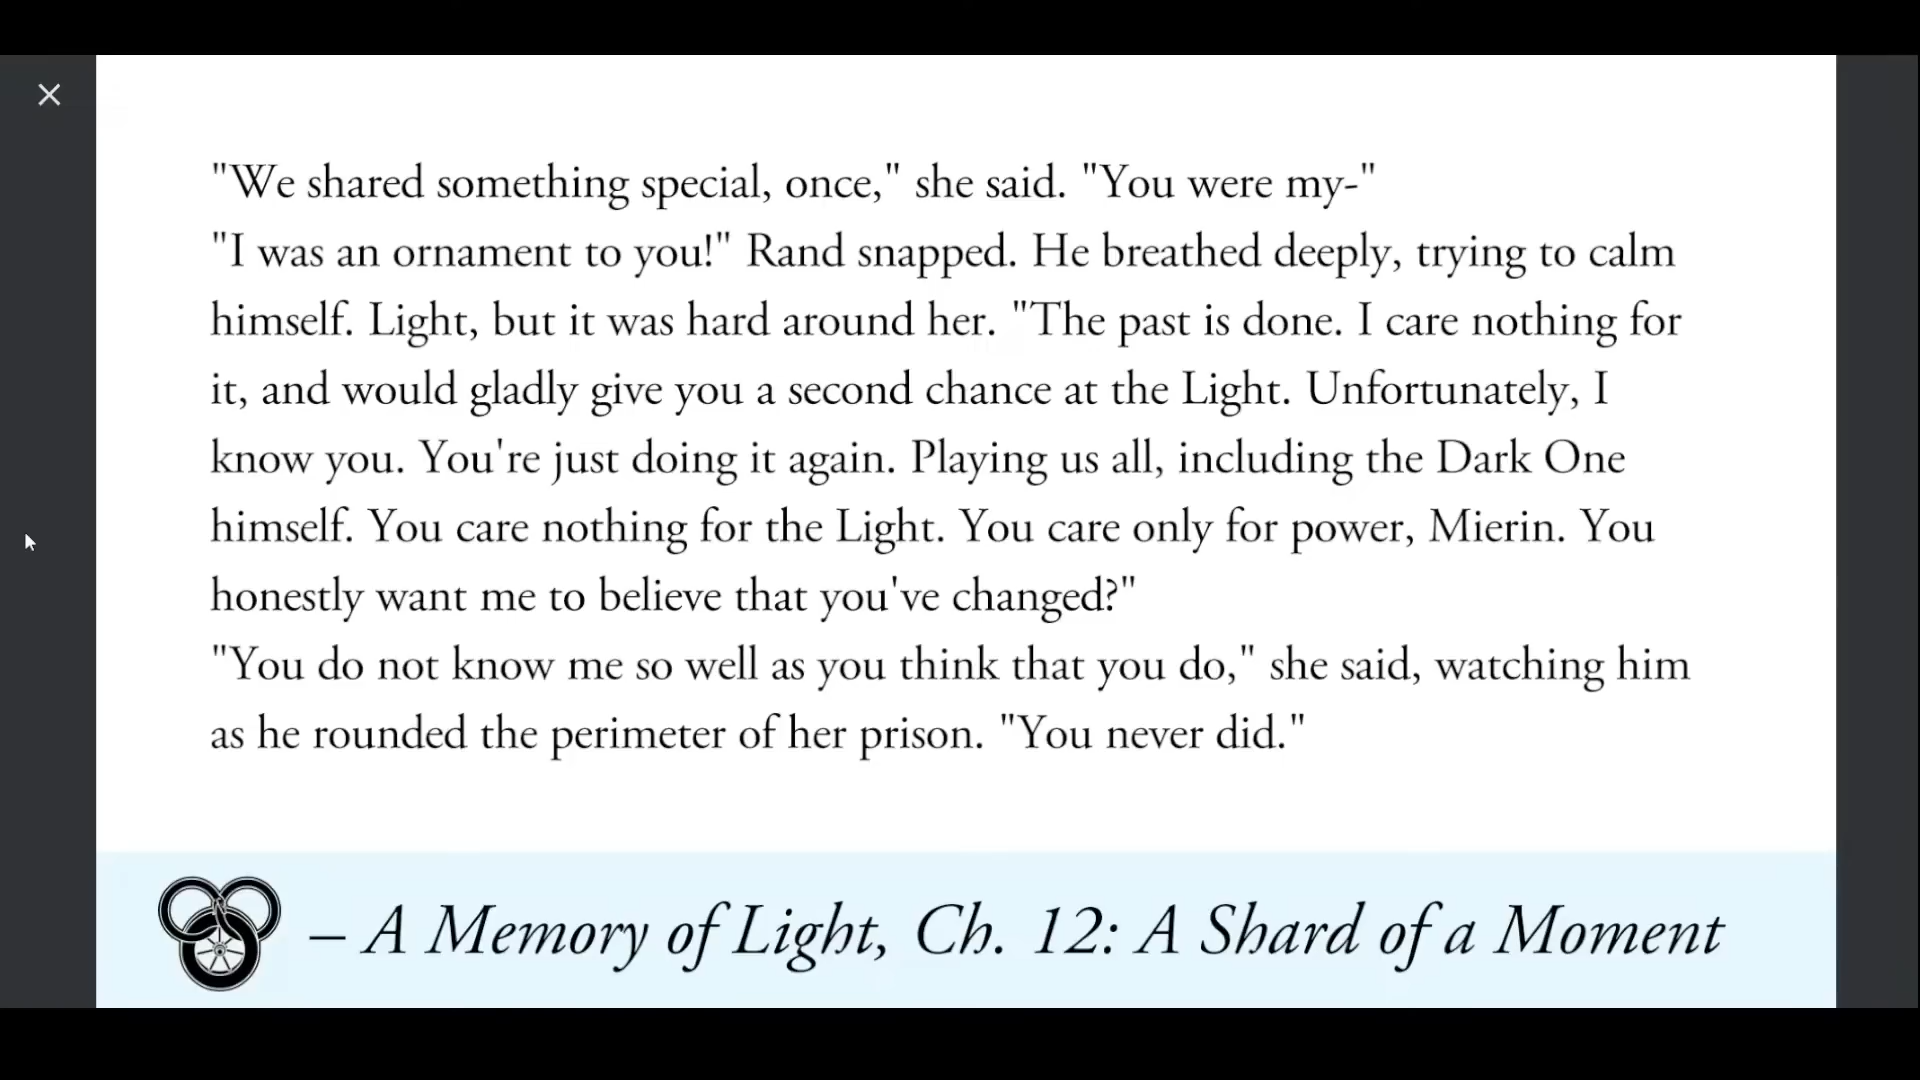 "We shared something special, once," she said. "You were my-"
"I was an ornament to you!" Rand snapped. He breathed deeply, trying to calm
himself. Light, but it was hard around her. "The past is done. I care nothing for
it, and would gladly give you a second chance at the Light. Unfortunately, I
know you. You're just doing it again. Playing us all, including the Dark One
himself. You care nothing for the Light. You care only for power, Mierin. You
honestly want me to believe that you've changed?"
"You do not know me so well as you think that you do," she said, watching him
as he rounded the perimeter of her prison. "You never did."
– A Memory of Light, Ch. 12: A Shard of a Moment